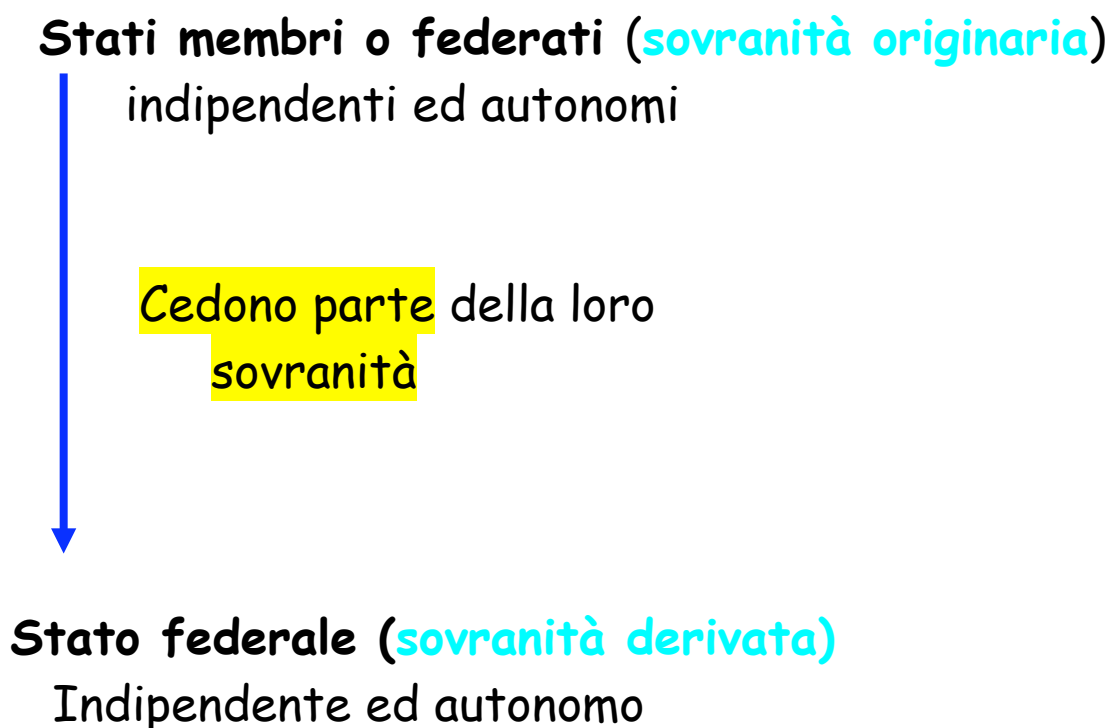 Stati membri o federati (sovranità originaria)
indipendenti ed autonomi
Cedono parte della loro
sovranità
Stato federale (sovranità derivata)
Indipendente ed autonomo